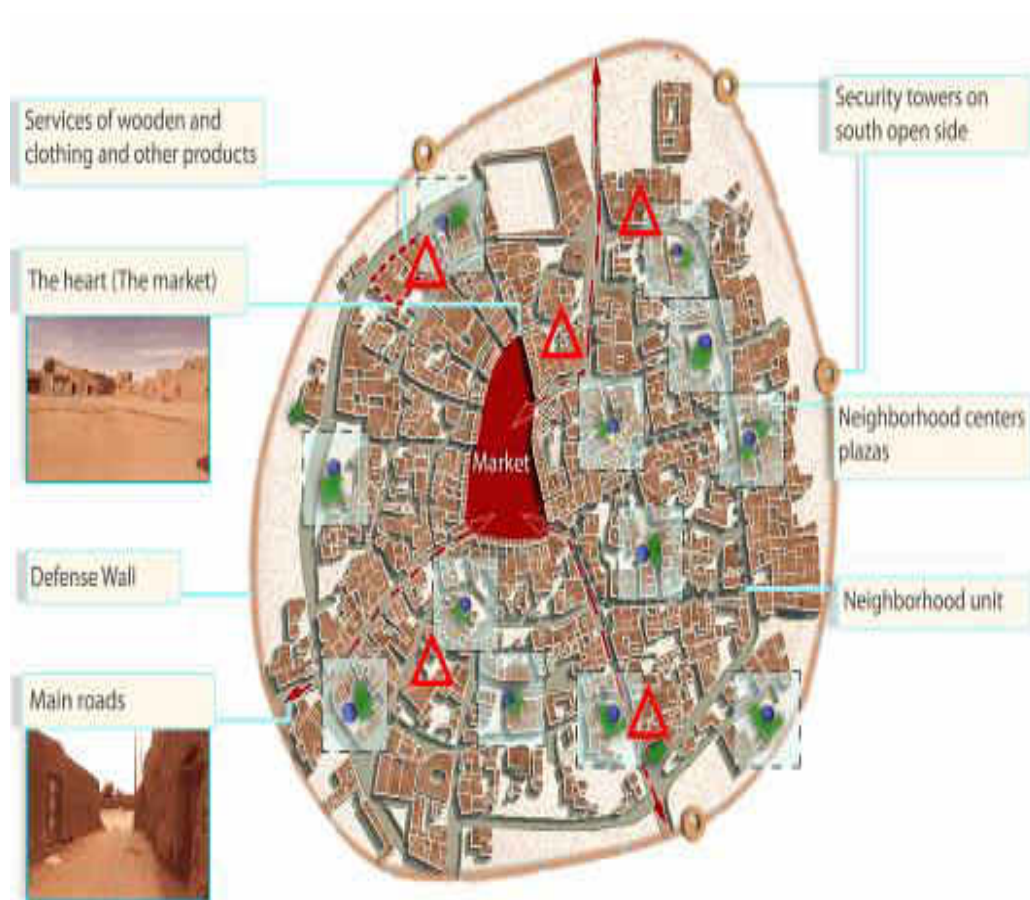 Services of wooden and
clothing and other products
The heart (The market)
Defense Wall
Main roads
Market
Security towers on
south open side
Neighborhood centers
plazas
Neighborhood unit